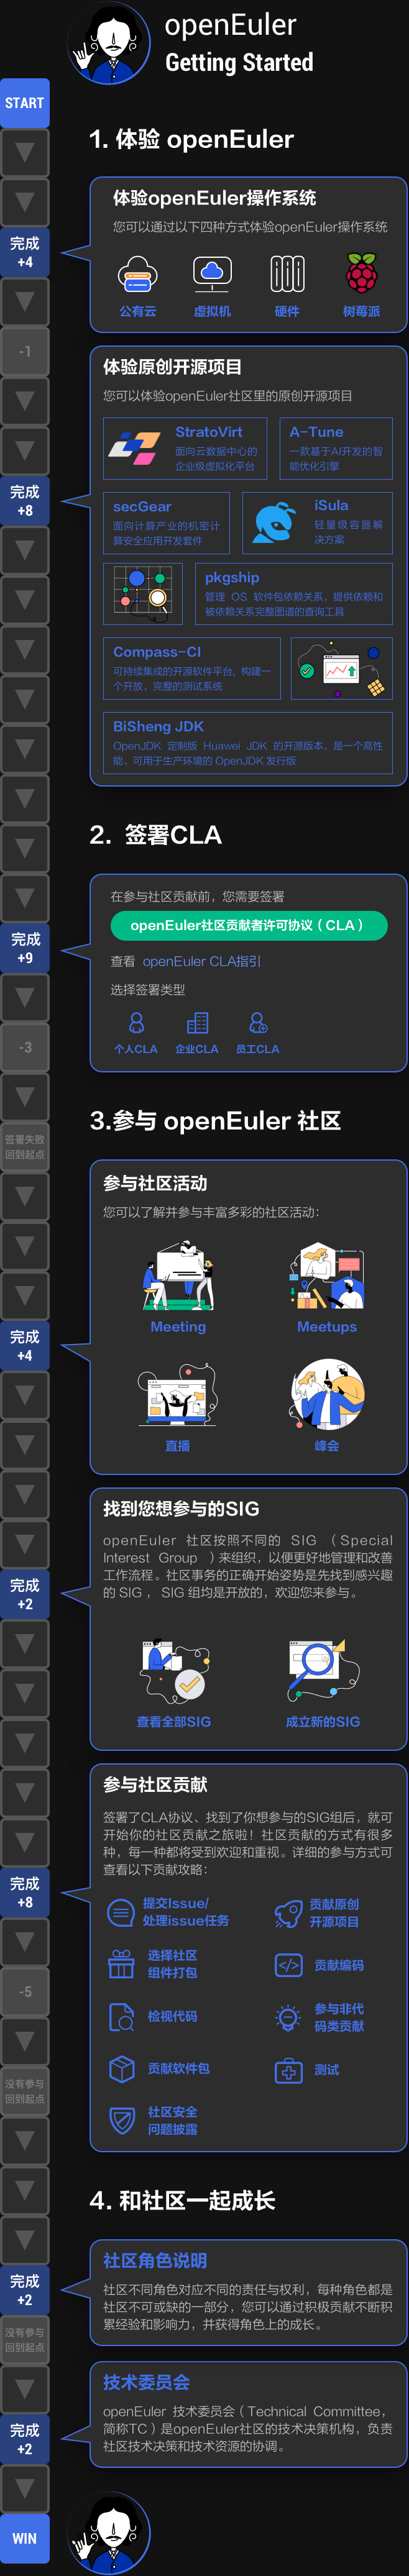 openEuler
Getting Started
START
1. 体验 openEuler
体验openEuler操作系统
您可以通过以下四种方式体验openEuler操作系统
完成
+4
公有云
虚拟机
硬件
树莓派
-1
体验原创开源项目
您可以体验openEuler社区里的原创开源项目
StratoVirt
面向云数据中心的
企业级虚拟化平台
A-Tune
一款基于AI开发的智
能优化引擎
完成
+8
secGear
面向计算产业的机密计
算安全应用开发套件
iSula
轻量级容器解
决方案
pkgship
管理 OS 软件包依赖关系，提供依赖和
被依赖关系完整图谱的查询工具
Compass-CI
可持续集成的开源软件平台, 构建一
个开放、完整的测试系统
BiSheng JDK
OpenJDK 定制版 Huawei JDK 的开源版本，是一个高性
能、可用于生产环境的 OpenJDK 发行版
2. 签署CLA
在参与社区贡献前，您需要签署
openEuler社区贡献者许可协议（CLA）
完成
+9
查看 openEuler CLA指引
选择签署类型
个人CLA
企业CLA
员工CLA
-3
3.参与 openEuler 社区
签署失败
回到起点
参与社区活动
您可以了解并参与丰富多彩的社区活动：
Meeting
Meetups
完成
+4
直播
峰会
找到您想参与的SIG
openEuler 社区按照不同的 SIG （Special
Interest Group ）来组织，以便更好地管理和改善
工作流程。社区事务的正确开始姿势是先找到感兴趣
的 SIG ， SIG 组均是开放的，欢迎您来参与。
完成
+2
查看全部SIG
成立新的SIG
参与社区贡献
签署了CLA协议、找到了你想参与的SIG组后，就可
开始你的社区贡献之旅啦！社区贡献的方式有很多
种，每一种都将受到欢迎和重视。详细的参与方式可
查看以下贡献攻略：
完成
+8
提交Issue/
处理issue任务
贡献原创
开源项目
选择社区
组件打包
贡献编码
-5
检视代码
参与非代
码类贡献
贡献软件包
测试
没有参与
回到起点
社区安全
问题披露
4. 和社区一起成长
社区角色说明
社区不同角色对应不同的责任与权利，每种角色都是
社区不可或缺的一部分，您可以通过积极贡献不断积
累经验和影响力，并获得角色上的成长。
完成
+2
没有参与
回到起点
技术委员会
openEuler 技术委员会（Technical Committee，
简称TC）是openEuler社区的技术决策机构，负责
社区技术决策和技术资源的协调。
完成
+2
WIN